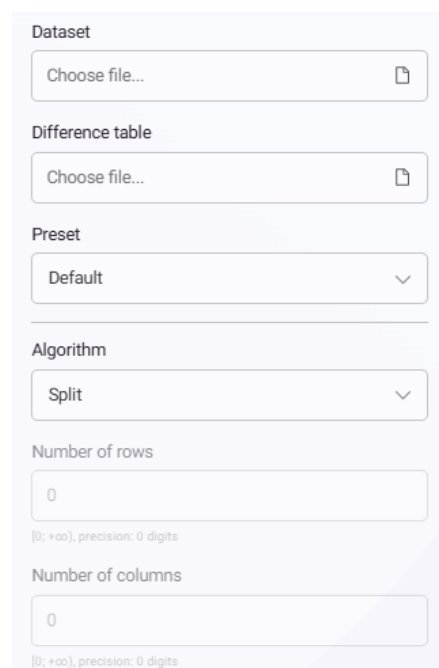 Dataset
Choose file...
Difference table
Choose file...
Preset
Default
Algorithm
Split
Number of rows
0
[0; +∞), precision: 0 digits
Number of columns
0
[0; +∞), precision: 0 digits